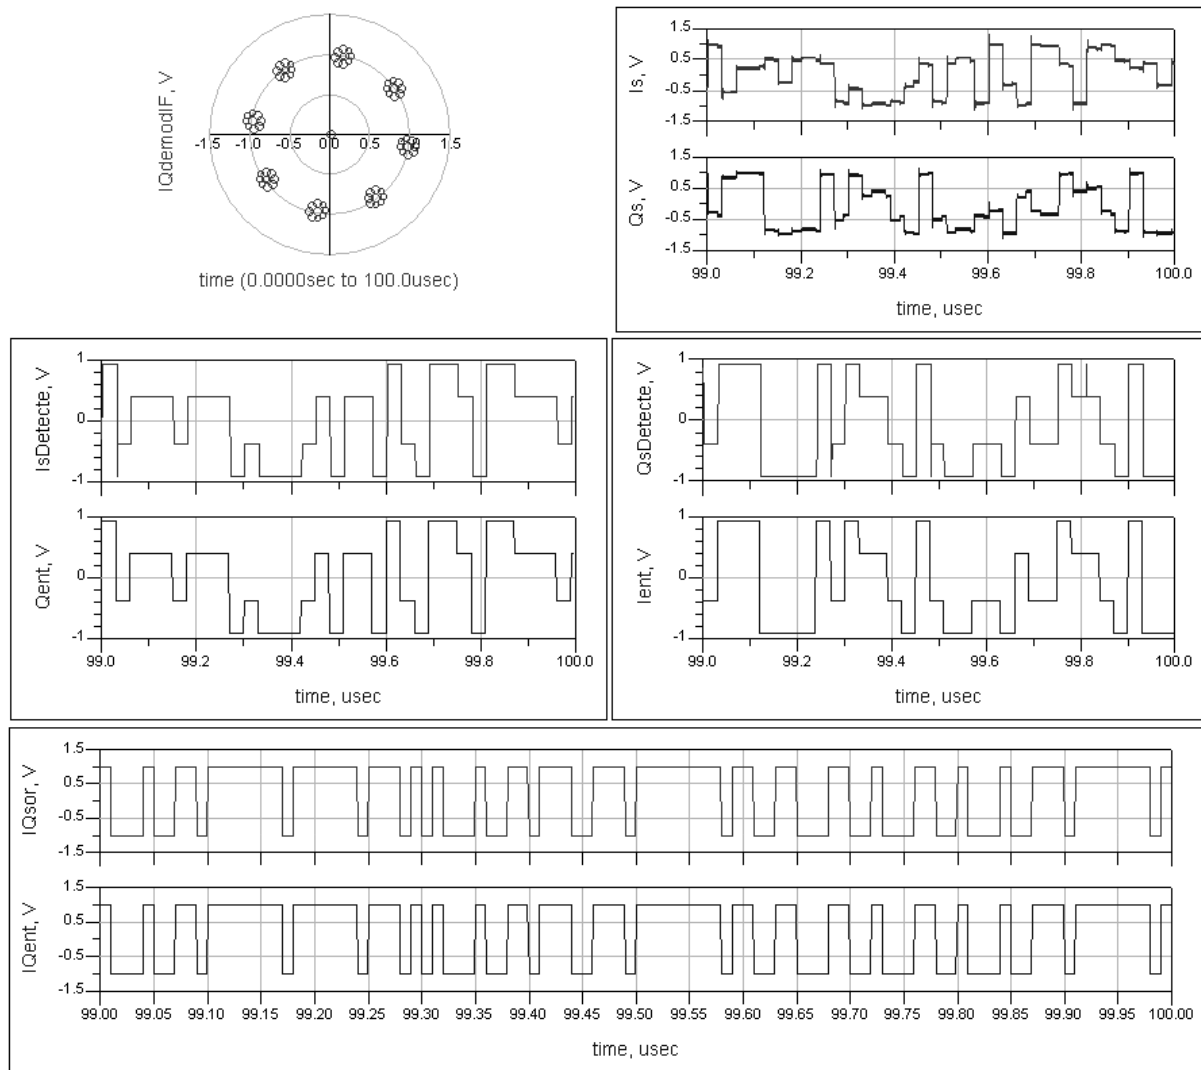 IQdemodIF, V
-1.5 -1.0 -0.5 0.0 0.5 1.0 1.5
time (0.0000sec to 100.0usec)
Is, V
1.5
0.5
-0.5
-1.5
Qs, V
1.5
0.5
-0.5
-1.5
99.0 99.2 99.4 99.6 99.8 100.0
time, usec
IsDetecte, V
1
0
-1
Qent, V
1
0
-1
99.0 99.2 99.4 99.6 99.8 100.0
time, usec
QsDetecte, V
1
0
-1
Ient, V
1
0
-1
99.0 99.2 99.4 99.6 99.8 100.0
time, usec
IQsor, V
1.5
0.5
-0.5
-1.5
IQent, V
1.5
0.5
-0.5
-1.5
99.00 99.05 99.10 99.15 99.20 99.25 99.30 99.35 99.40 99.45 99.50 99.55 99.60 99.65 99.70 99.75 99.80 99.85 99.90 99.95 100.00
time, usec